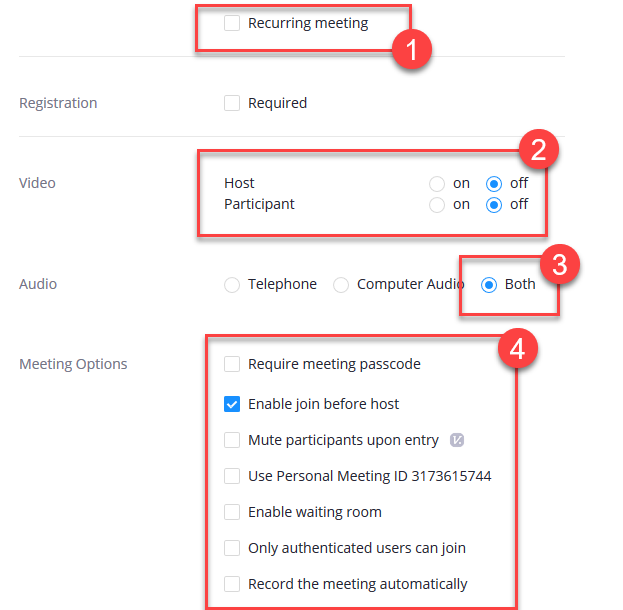 Recurring meeting
1
Registration Required
2
Video Host on off
Participant on off
3
Audio Telephone Computer Audio Both
4
Meeting Options Require meeting passcode
Enable join before host
Mute participants upon entry
Use Personal Meeting ID 3173615744
Enable waiting room
Only authenticated users can join
Record the meeting automatically